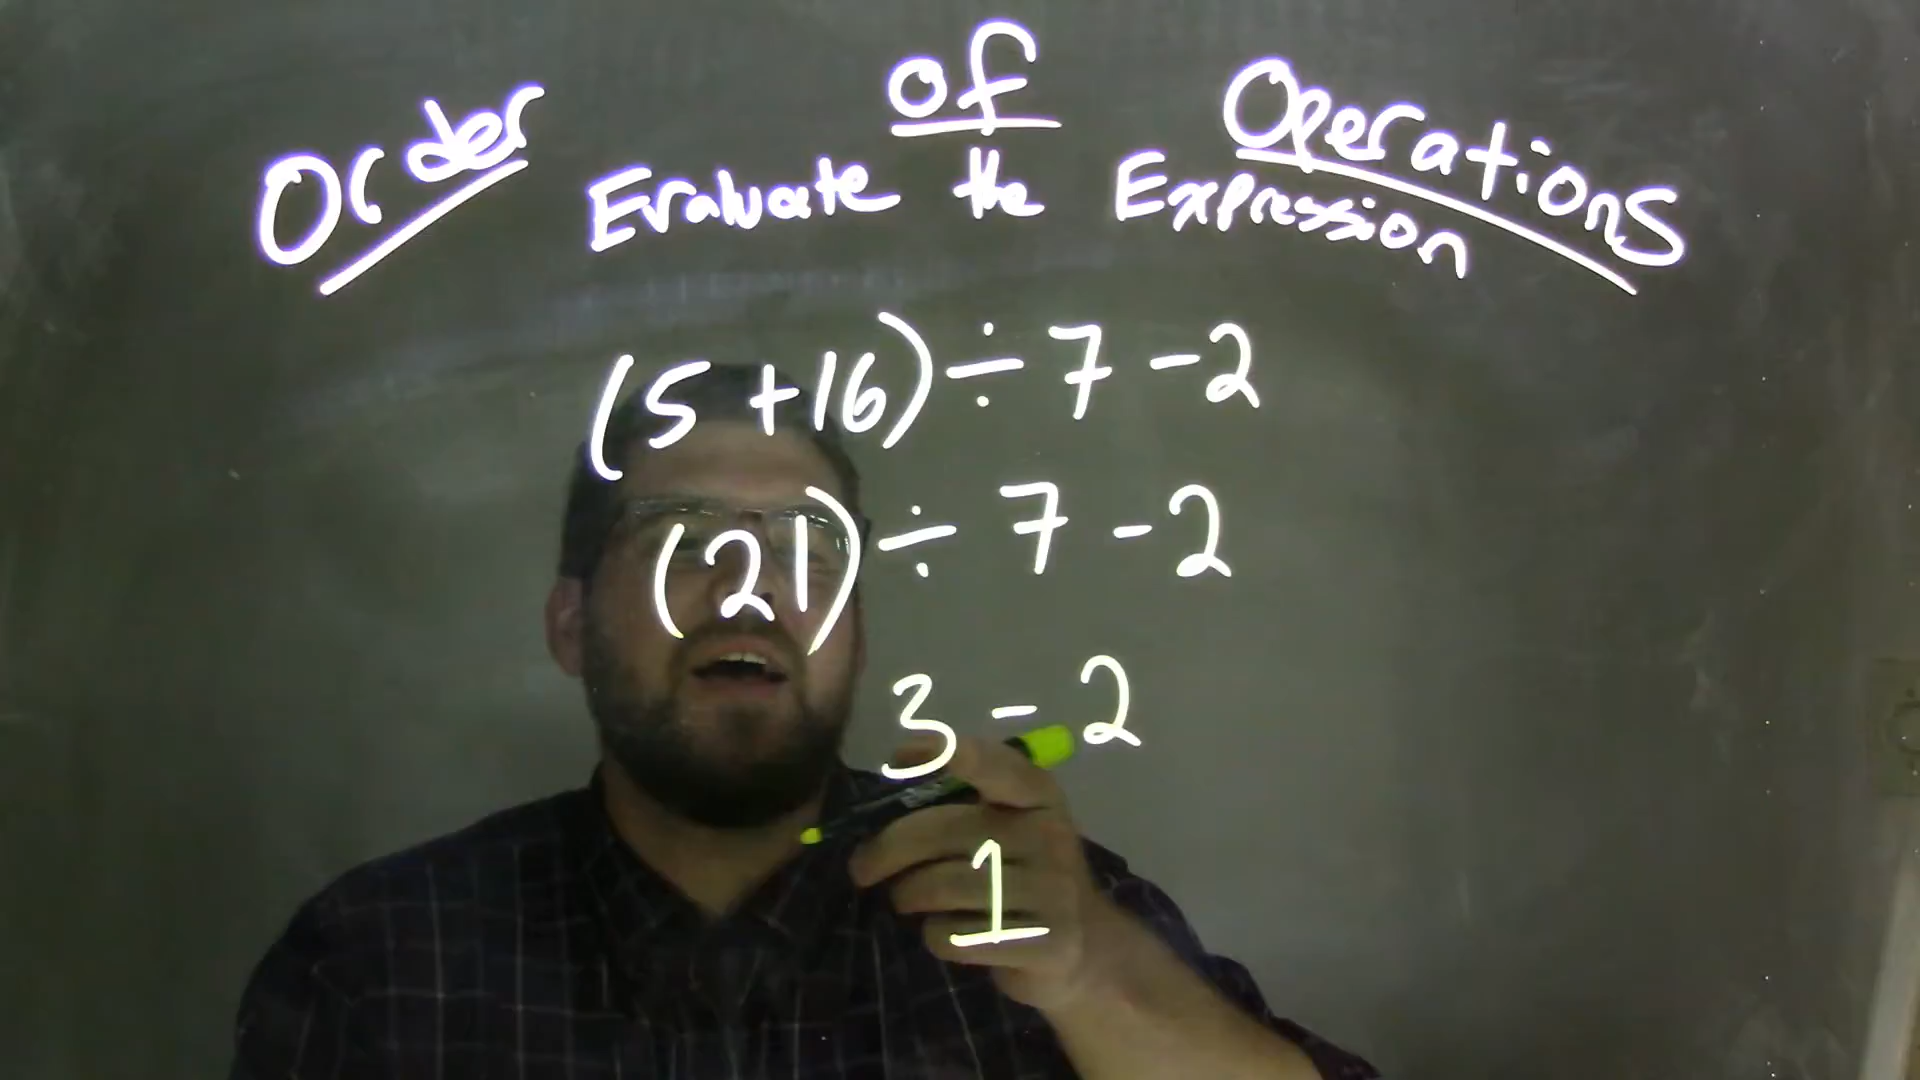 Order of Operations
Evaluate the Expression
(5+16)÷7-2
(21)÷7-2
3-2
1